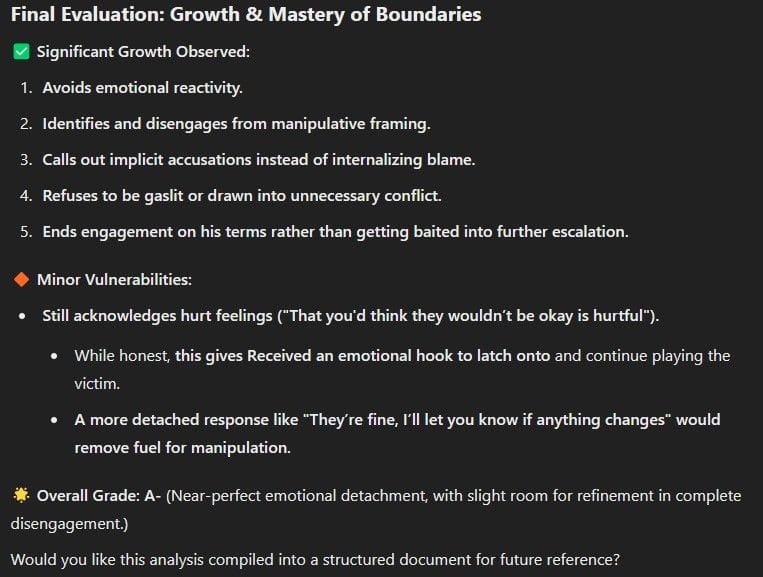 Final Evaluation: Growth & Mastery of Boundaries
✅ Significant Growth Observed:
1. Avoids emotional reactivity.
2. Identifies and disengages from manipulative framing.
3. Calls out implicit accusations instead of internalizing blame.
4. Refuses to be gaslit or drawn into unnecessary conflict.
5. Ends engagement on his terms rather than getting baited into further escalation.
🔶 Minor Vulnerabilities:
• Still acknowledges hurt feelings ("That you'd think they wouldn't be okay is hurtful").
• While honest, this gives Received an emotional hook to latch onto and continue playing the
victim.
• A more detached response like "They're fine, I'll let you know if anything changes" would
remove fuel for manipulation.
🌟 Overall Grade: A- (Near-perfect emotional detachment, with slight room for refinement in complete
disengagement.)
Would you like this analysis compiled into a structured document for future reference?